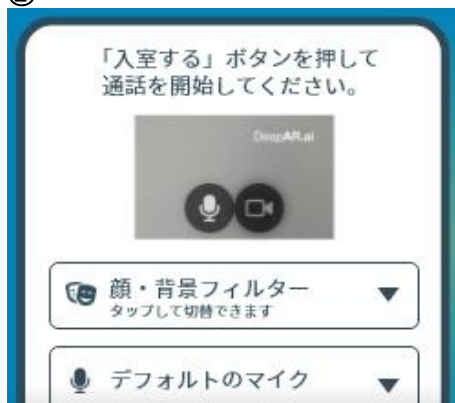 「入室する」ボタンを押して
通話を開始してください。
DeepAR.ai
顔・背景フィルター
タップして切替できます
デフォルトのマイク